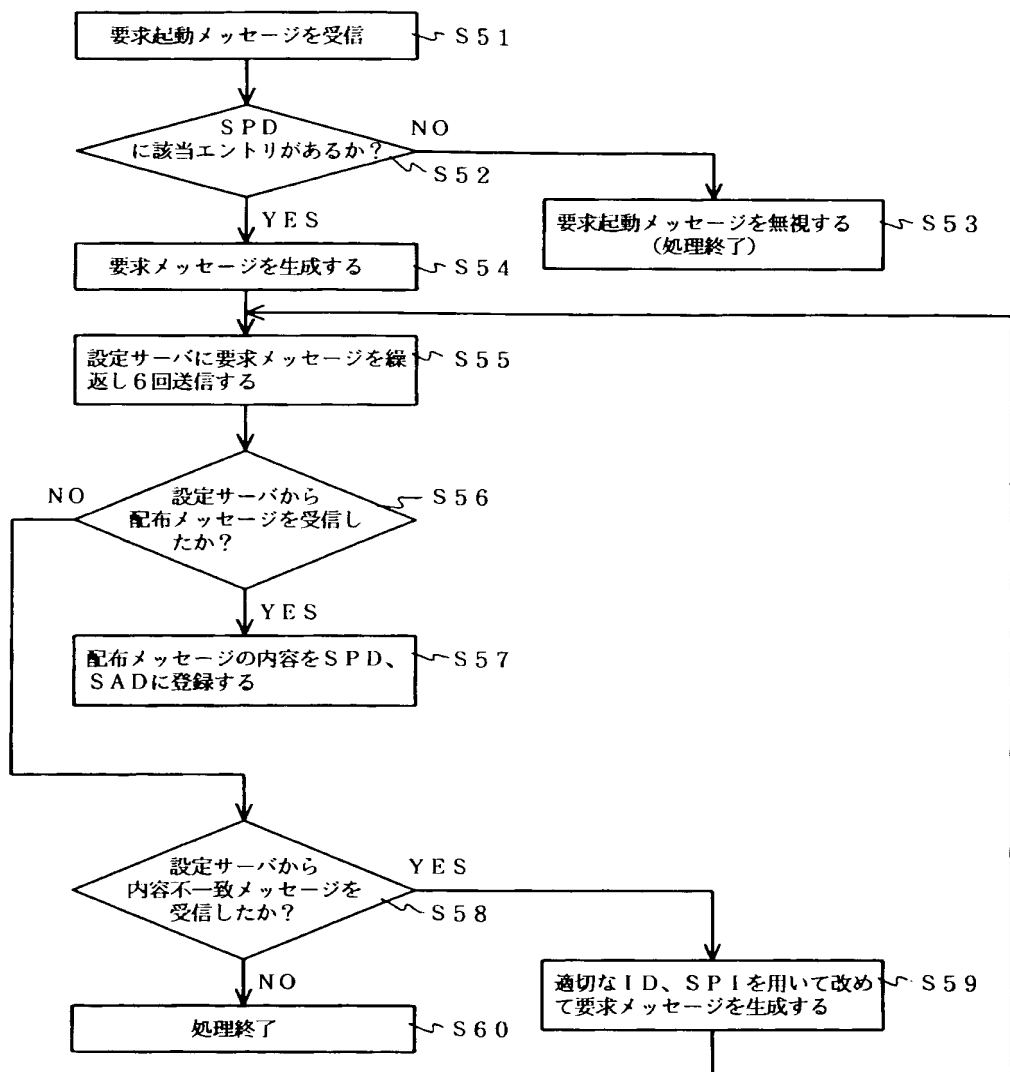 要求起動メッセージを受信
S51
SPD
に該当エントリがあるか？
NO
S52
YES
要求起動メッセージを無視する
（処理終了）
S53
要求メッセージを生成する
S54
設定サーバに要求メッセージを繰
返し6回送信する
S55
NO
設定サーバから
配布メッセージを受信し
たか？
S56
YES
配布メッセージの内容をSPD、
SADに登録する
S57
設定サーバから
内容不一致メッセージを
受信したか？
YES
S58
NO
適切なID、SPIを用いて改め
て要求メッセージを生成する
S59
処理終了
S60